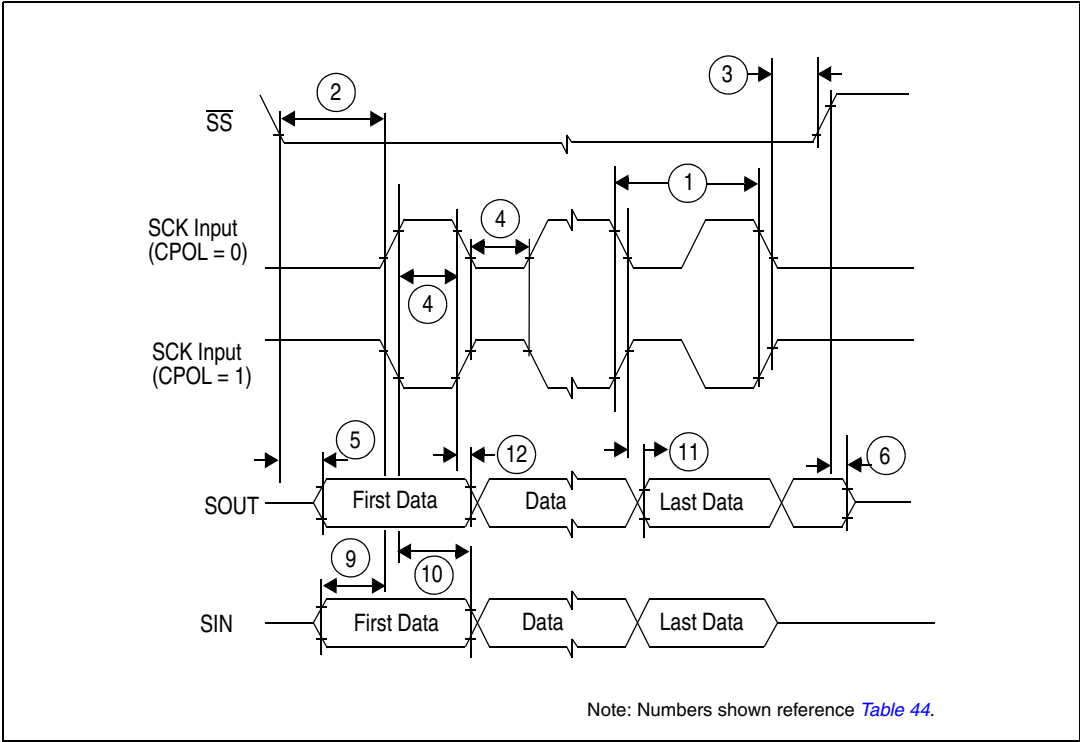 3
2
SS
1
SCK Input
(CPOL = 0)
4
4
SCK Input
(CPOL = 1)
5
12
11
6
SOUT
First Data
Data
Last Data
9
10
SIN
First Data
Data
Last Data
Note: Numbers shown reference Table 44.